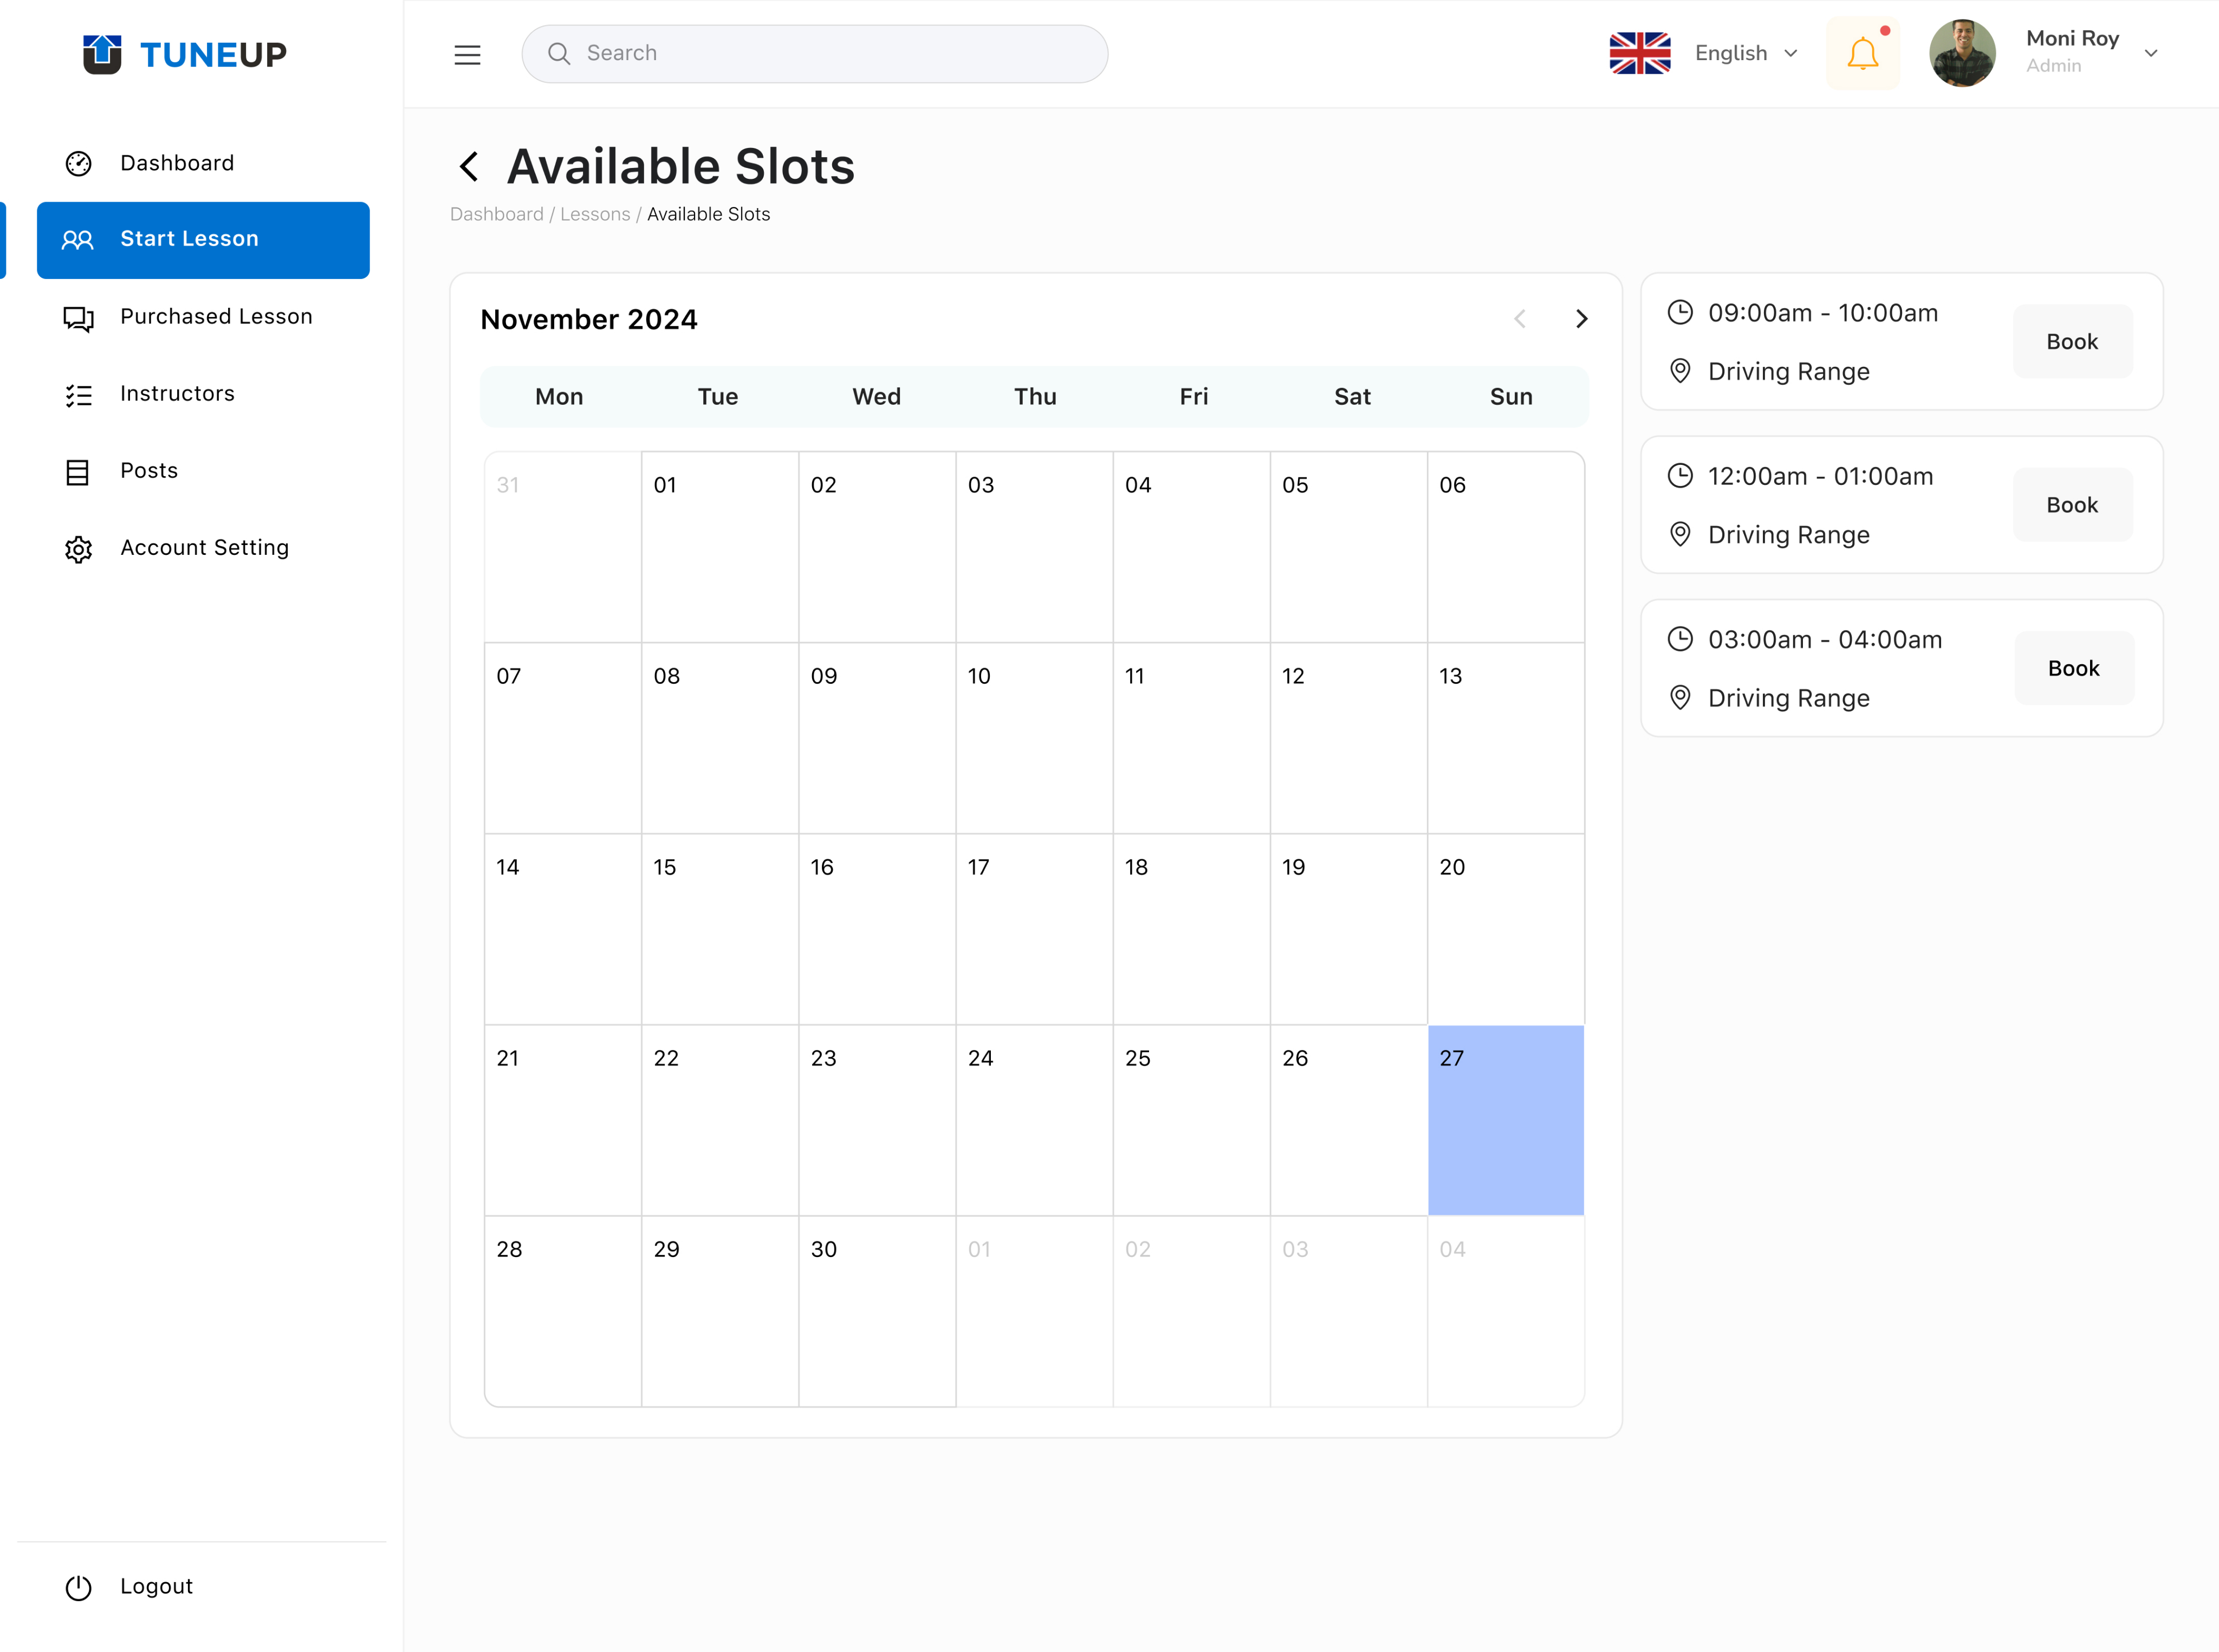 TUNEUP
Search
English
Moni Roy
Admin
Dashboard
Start Lesson
Purchased Lesson
Instructors
Posts
Account Setting
Logout
Available Slots
Dashboard / Lessons / Available Slots
November 2024
Mon Tue Wed Thu Fri Sat Sun
31 01 02 03 04 05 06
07 08 09 10 11 12 13
14 15 16 17 18 19 20
21 22 23 24 25 26 27
28 29 30 01 02 03 04
09:00am - 10:00am
Driving Range
Book
12:00am - 01:00am
Driving Range
Book
03:00am - 04:00am
Driving Range
Book